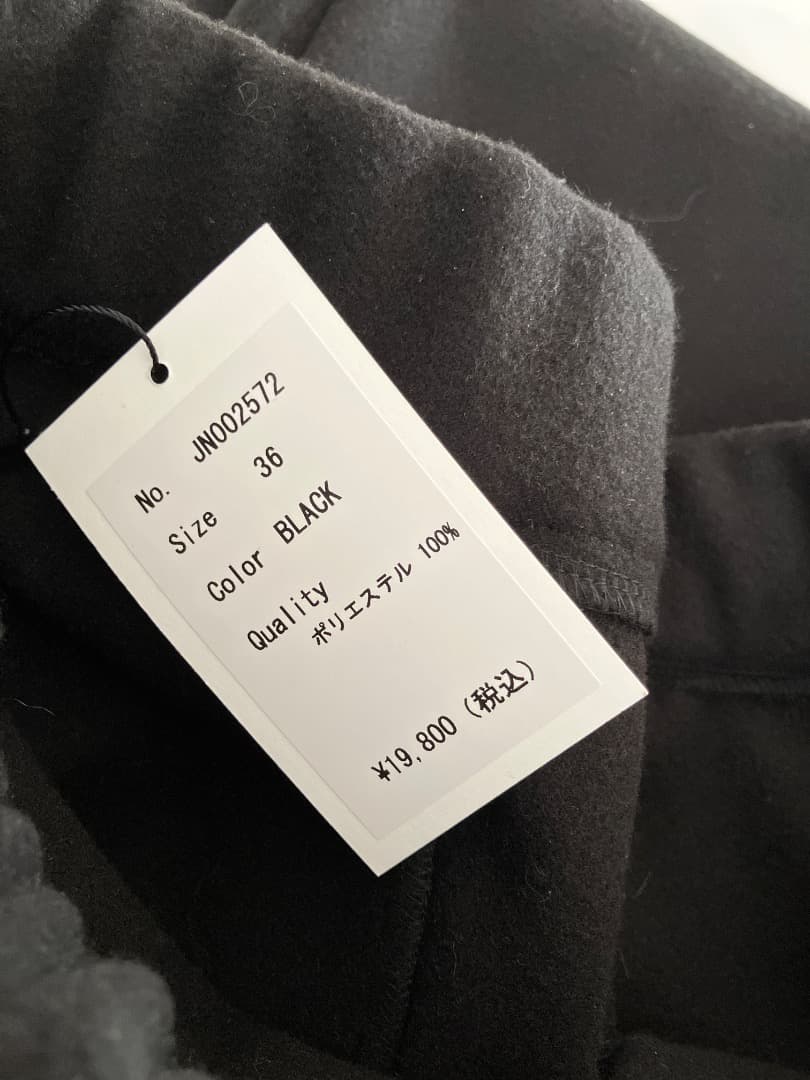 No. JN002572
Size 36
Color BLACK
Quality
ポリエステル 100%
¥19,800 (税込)